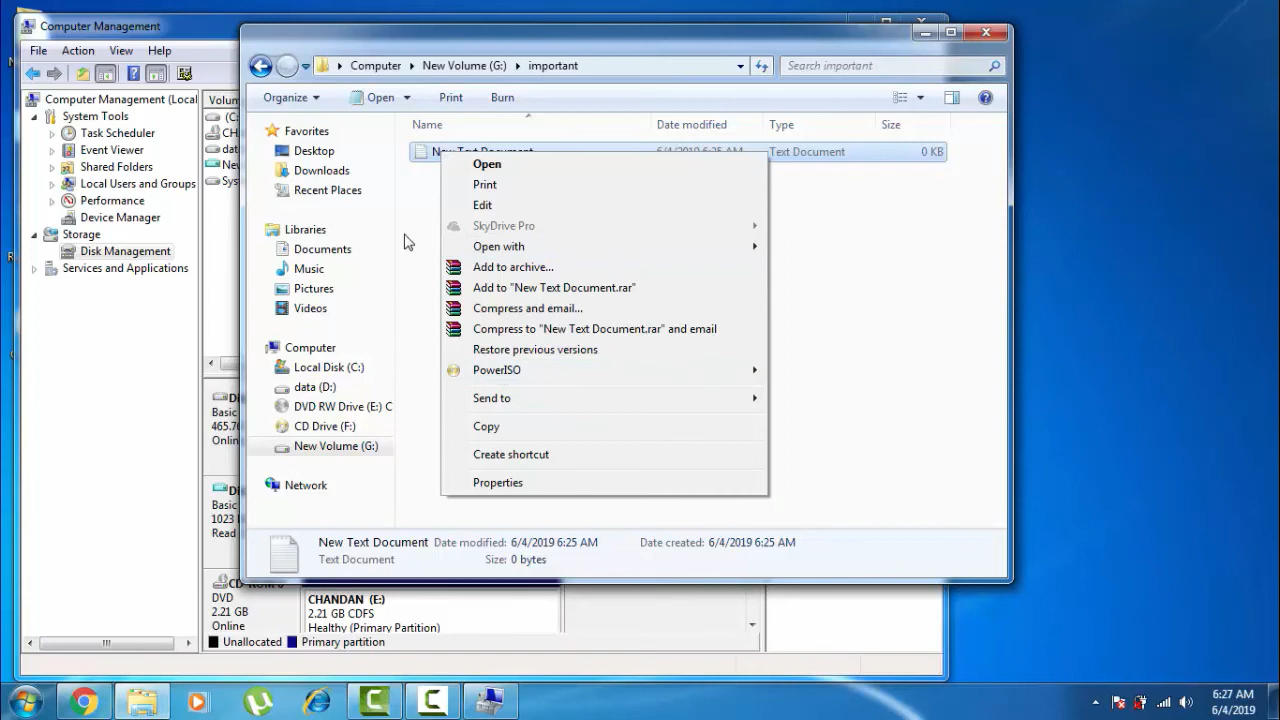 Computer Management
File Action View Help
Computer Management (Local
System Tools
Task Scheduler
Event Viewer
Shared Folders
Local Users and Groups
Performance
Device Manager
Storage
Disk Management
Services and Applications
Volum
(C:
CH
dat
Ne
Sys
Computer New Volume (G:) important
Search important
Organize Open Print Burn
Favorites
Desktop
Downloads
Recent Places
Libraries
Documents
Music
Pictures
Videos
Computer
Local Disk (C:)
data (D:)
DVD RW Drive (E:) C
CD Drive (F:)
New Volume (G:)
Network
Name Date modified Type Size
New Text Document 6/4/2019 6:25 AM Text Document 0 KB
Open
Print
Edit
SkyDrive Pro
Open with
Add to archive...
Add to "New Text Document.rar"
Compress and email...
Compress to "New Text Document.rar" and email
Restore previous versions
PowerISO
Send to
Copy
Create shortcut
Properties
New Text Document Date modified: 6/4/2019 6:25 AM Date created: 6/4/2019 6:25 AM
Text Document Size: 0 bytes
Di
Basic
465.76
Online
Di
Basic
1023
Read
DVD
2.21 GB
Online
CHANDAN (E:)
2.21 GB CDFS
Healthy (Primary Partition)
Unallocated Primary partition
6:27 AM
6/4/2019